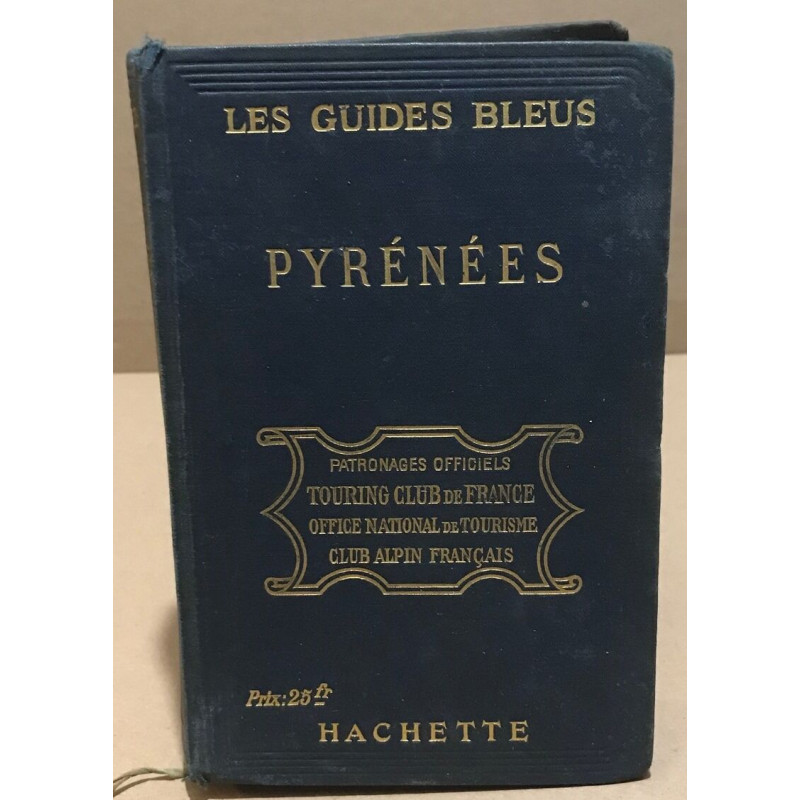 LES GUIDES BLEUS
PYRÉNÉES
PATRONAGES OFFICIELS
TOURING CLUB DE FRANCE
OFFICE NATIONAL DE TOURISME
CLUB ALPIN FRANÇAIS
Prix: 25 fr
HACHETTE